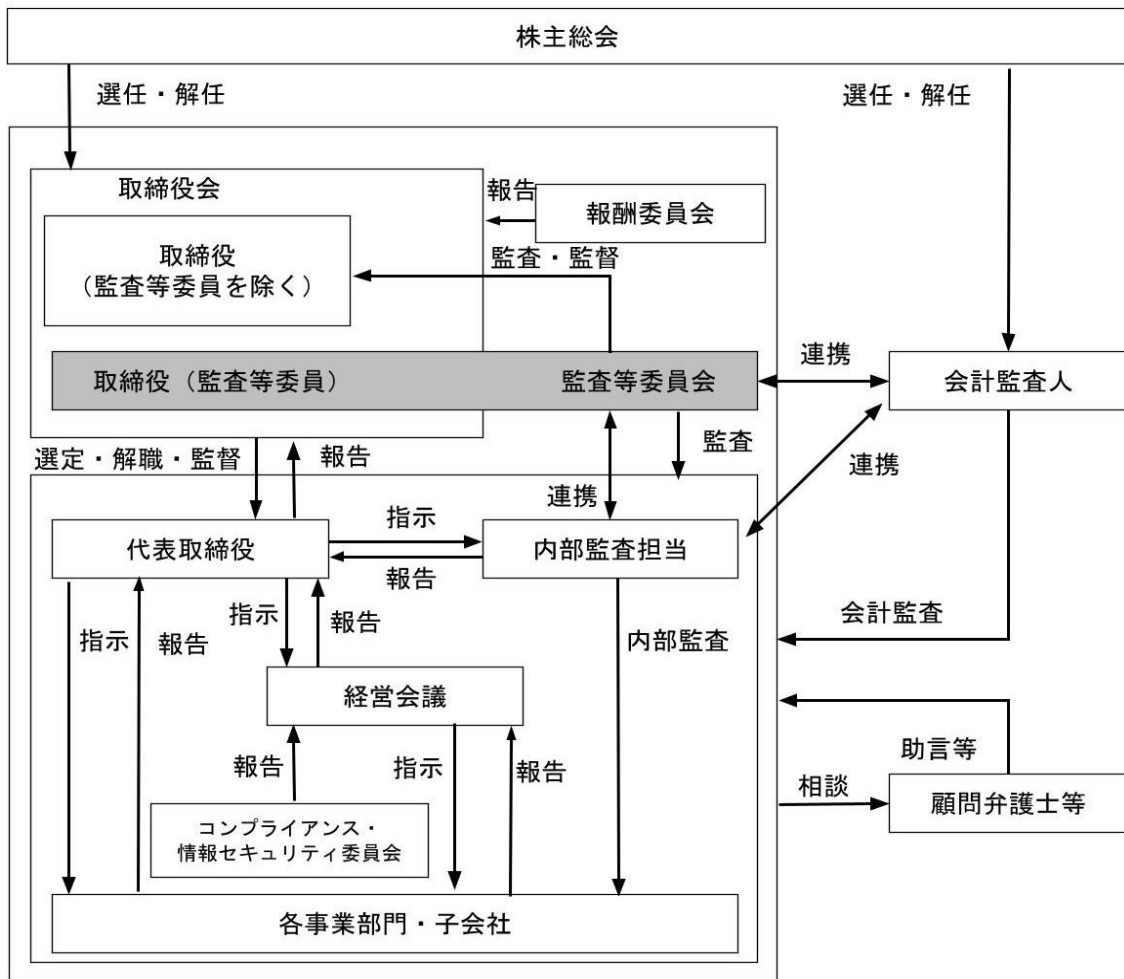 株主総会
選任・解任
選任・解任
取締役会
報告
報酬委員会
取締役
(監査等委員を除く)
監査・監督
取締役(監査等委員)
監査等委員会
連携
会計監査人
選定・解職・監督
報告
監査
連携
連携
代表取締役
指示
報告
内部監査担当
指示
報告
指示
報告
内部監査
会計監査
経営会議
報告
指示
報告
助言等
相談
顧問弁護士等
コンプライアンス・
情報セキュリティ委員会
各事業部門・子会社